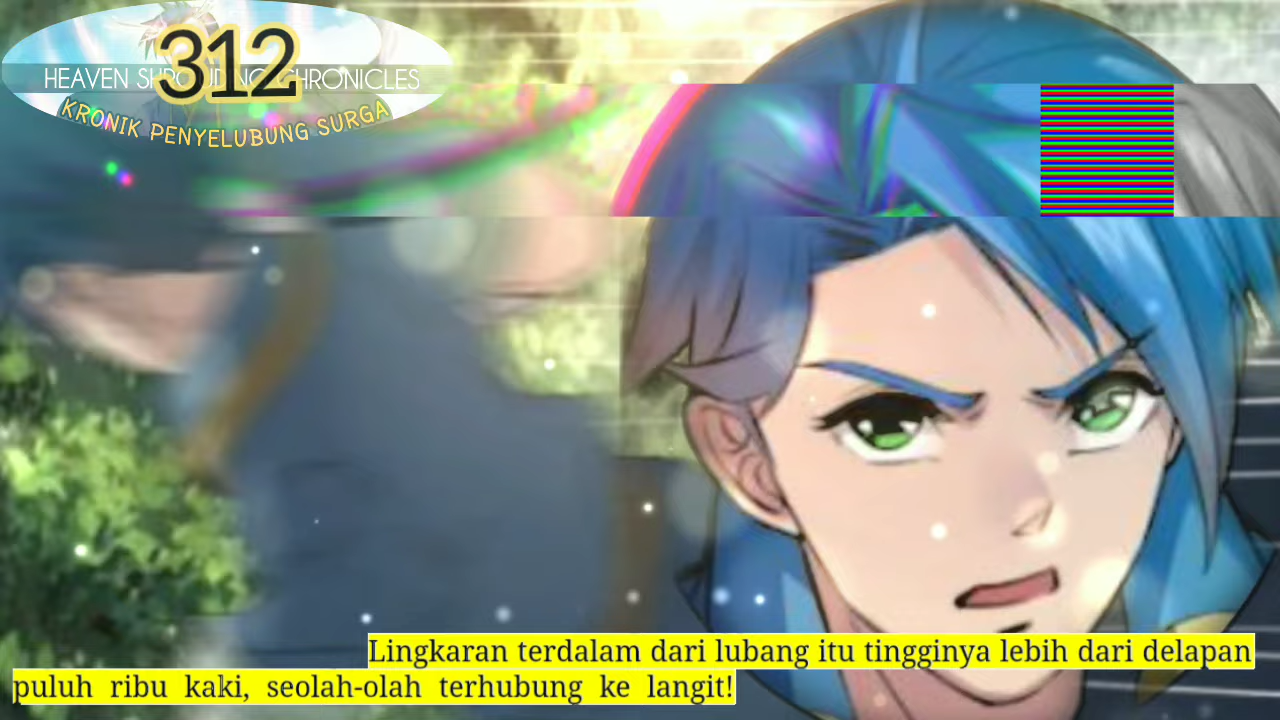 312
HEAVEN SHROUDING CHRONICLES
KRONIK PENYELUBUNG SURGA
Lingkaran terdalam dari lubang itu tingginya lebih dari delapan
puluh ribu kaki, seolah-olah terhubung ke langit!